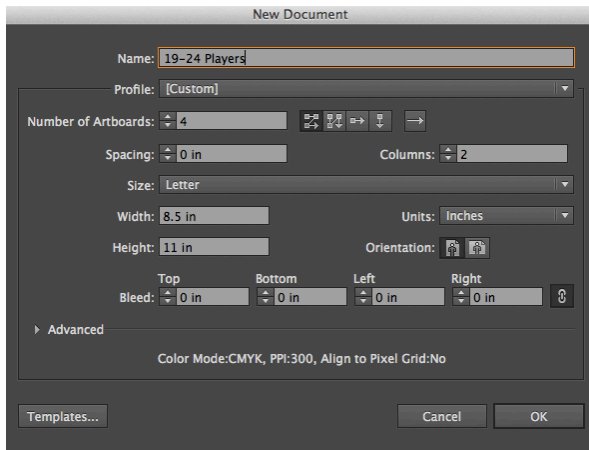 New Document
Name: 19-24 Players
Profile: [Custom]
Number of Artboards: 4
Spacing: 0 in Columns: 2
Size: Letter
Width: 8.5 in Units: Inches
Height: 11 in Orientation:
Top Bottom Left Right
Bleed: 0 in 0 in 0 in 0 in
Advanced
Color Mode:CMYK, PPI:300, Align to Pixel Grid:No
Templates... Cancel OK